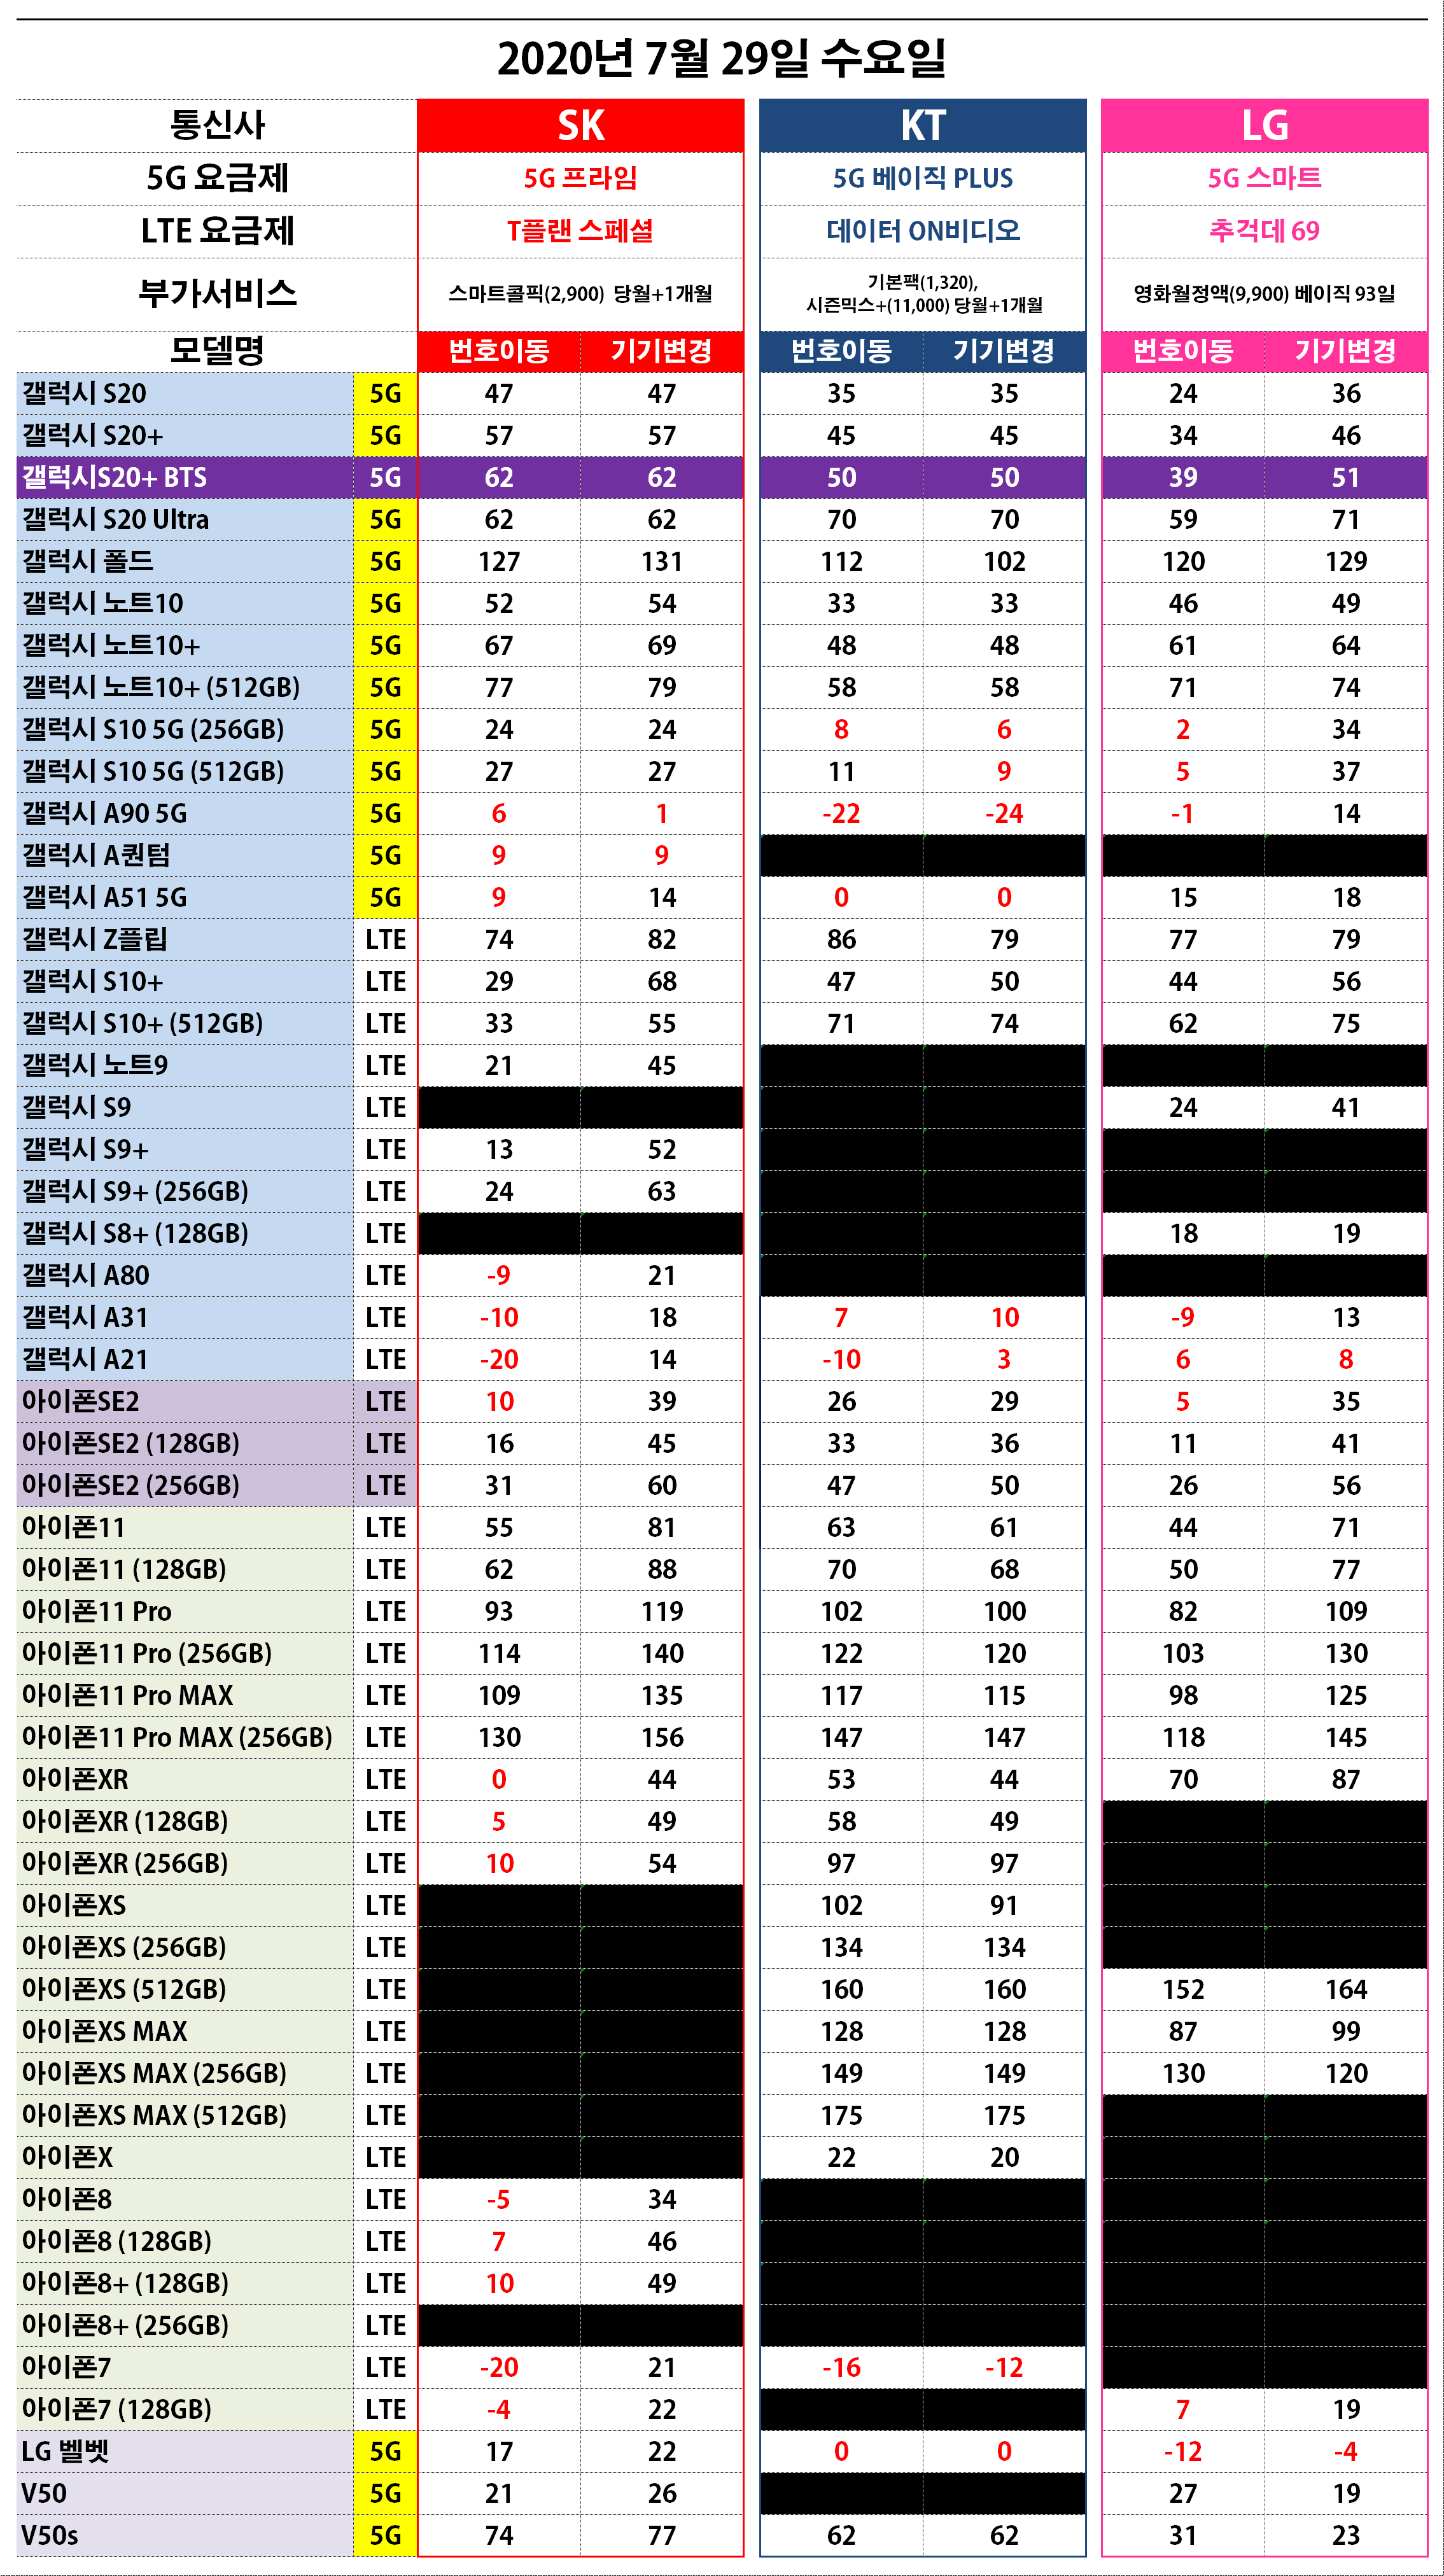 2020년 7월 29일 수요일
통신사 SK KT LG
5G 요금제 5G 프라임 5G 베이직 PLUS 5G 스마트
LTE 요금제 T플랜 스페셜 데이터 ON비디오 추걱데 69
부가서비스 스마트콜픽(2,900) 당월+1개월 기본팩(1,320), 영화월정액(9,900) 베이직 93일
시즌믹스+(11,000) 당월+1개월
모델명 번호이동 기기변경 번호이동 기기변경 번호이동 기기변경
갤럭시 S20 5G 47 47 35 35 24 36
갤럭시 S20+ 5G 57 57 45 45 34 46
갤럭시S20+ BTS 5G 62 62 50 50 39 51
갤럭시 S20 Ultra 5G 62 62 70 70 59 71
갤럭시 폴드 5G 127 131 112 102 120 129
갤럭시 노트10 5G 52 54 33 33 46 49
갤럭시 노트10+ 5G 67 69 48 48 61 64
갤럭시 노트10+ (512GB) 5G 77 79 58 58 71 74
갤럭시 S10 5G (256GB) 5G 24 24 8 6 2 34
갤럭시 S10 5G (512GB) 5G 27 27 11 9 5 37
갤럭시 A90 5G 5G 6 1 -22 -24 -1 14
갤럭시 A퀀텀 5G 9 9
갤럭시 A51 5G 5G 9 14 0 0 15 18
갤럭시 Z플립 LTE 74 82 86 79 77 79
갤럭시 S10+ LTE 29 68 47 50 44 56
갤럭시 S10+ (512GB) LTE 33 55 71 74 62 75
갤럭시 노트9 LTE 21 45
갤럭시 S9 LTE 24 41
갤럭시 S9+ LTE 13 52
갤럭시 S9+ (256GB) LTE 24 63
갤럭시 S8+ (128GB) LTE 18 19
갤럭시 A80 LTE -9 21
갤럭시 A31 LTE -10 18 7 10 -9 13
갤럭시 A21 LTE -20 14 -10 3 6 8
아이폰SE2 LTE 10 39 26 29 5 35
아이폰SE2 (128GB) LTE 16 45 33 36 11 41
아이폰SE2 (256GB) LTE 31 60 47 50 26 56
아이폰11 LTE 55 81 63 61 44 71
아이폰11 (128GB) LTE 62 88 70 68 50 77
아이폰11 Pro LTE 93 119 102 100 82 109
아이폰11 Pro (256GB) LTE 114 140 122 120 103 130
아이폰11 Pro MAX LTE 109 135 117 115 98 125
아이폰11 Pro MAX (256GB) LTE 130 156 147 147 118 145
아이폰XR LTE 0 44 53 44 70 87
아이폰XR (128GB) LTE 5 49 58 49
아이폰XR (256GB) LTE 10 54 97 97
아이폰XS LTE 102 91
아이폰XS (256GB) LTE 134 134
아이폰XS (512GB) LTE 160 160 152 164
아이폰XS MAX LTE 128 128 87 99
아이폰XS MAX (256GB) LTE 149 149 130 120
아이폰XS MAX (512GB) LTE 175 175
아이폰X LTE 22 20
아이폰8 LTE -5 34
아이폰8 (128GB) LTE 7 46
아이폰8+ (128GB) LTE 10 49
아이폰8+ (256GB) LTE
아이폰7 LTE -20 21 -16 -12
아이폰7 (128GB) LTE -4 22 7 19
LG 벨벳 5G 17 22 0 0 -12 -4
V50 5G 21 26 27 19
V50s 5G 74 77 62 62 31 23